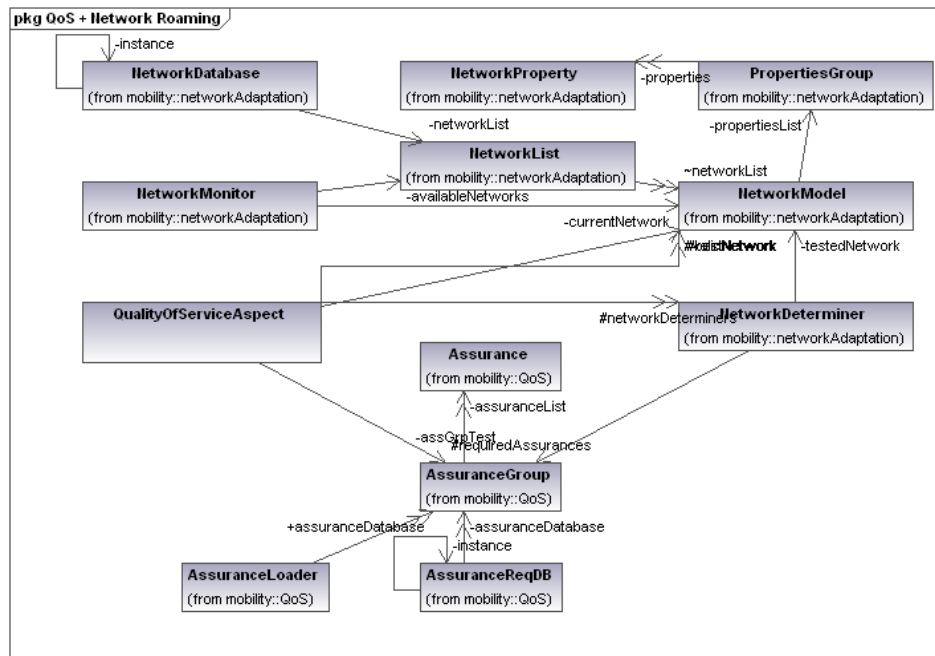 pkg QoS + Network Roaming
-instance
NetworkDatabase
(from mobility::networkAdaptation)
NetworkProperty
(from mobility::networkAdaptation)
-properties
PropertiesGroup
(from mobility::networkAdaptation)
-networkList
-propertiesList
NetworkList
(from mobility::networkAdaptation)
~networkList
NetworkMonitor
(from mobility::networkAdaptation)
-availableNetworks
NetworkModel
(from mobility::networkAdaptation)
-currentNetwork
-testedNetwork
QualityOfServiceAspect
#networkDeterminers
NetworkDeterminer
(from mobility::networkAdaptation)
Assurance
(from mobility::QoS)
-assuranceList
-assGrpTest
#requiredAssurances
AssuranceGroup
(from mobility::QoS)
+assuranceDatabase
-assuranceDatabase
-instance
AssuranceLoader
(from mobility::QoS)
AssuranceReqDB
(from mobility::QoS)